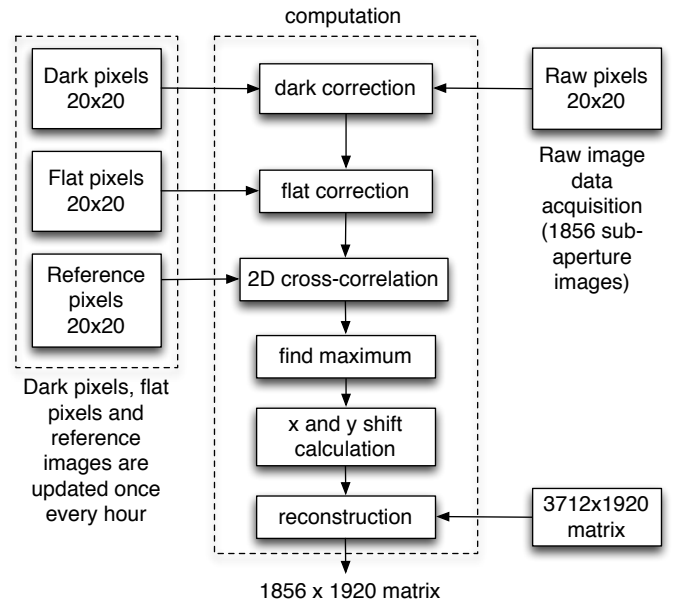 computation
Dark pixels
20x20
dark correction
Raw pixels
20x20
Flat pixels
20x20
flat correction
Raw image
data
acquisition
(1856 sub-
aperture
images)
Reference
pixels
20x20
2D cross-correlation
find maximum
Dark pixels, flat
pixels and
reference
images are
updated once
every hour
x and y shift
calculation
reconstruction
3712x1920
matrix
1856 x 1920 matrix